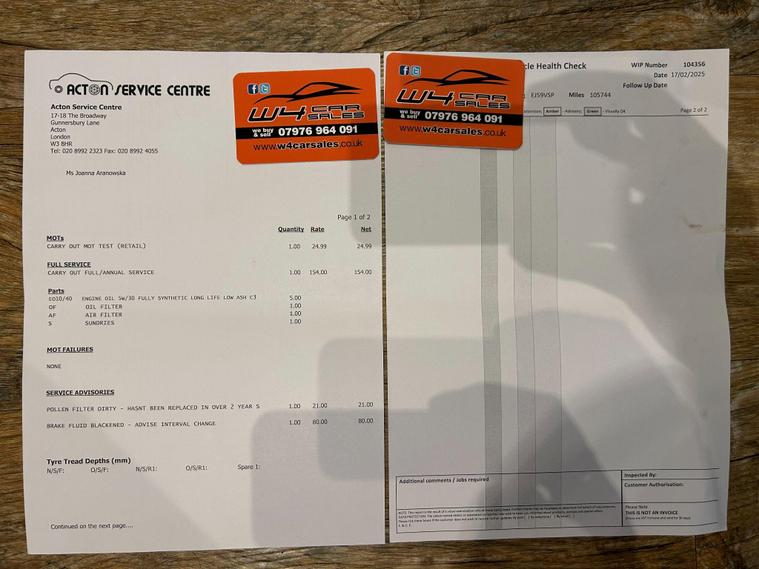 ACTON SERVICE CENTRE
Acton Service Centre
17-18 The Broadway
Gunnersbury Lane
Acton
London
W3 8HR
Tel: 020 8992 2323 Fax: 020 8992 4055
Ms Joanna Aranowska
W4 CAR SALES
we buy & sell 07976 964 091
www.w4carsales.co.uk
Page 1 of 2
Quantity Rate Net
MOTs
CARRY OUT MOT TEST (RETAIL) 1.00 24.99 24.99
FULL SERVICE
CARRY OUT FULL/ANNUAL SERVICE 1.00 154.00 154.00
Parts
ENGINE OIL 5W/30 FULLY SYNTHETIC LONG LIFE LOW ASH C3 5.00
OF OIL FILTER 1.00
AF AIR FILTER 1.00
S SUNDRIES 1.00
MOT FAILURES
NONE
SERVICE ADVISORIES
POLLEN FILTER DIRTY - HASNT BEEN REPLACED IN OVER 2 YEAR S 1.00 21.00 21.00
BRAKE FLUID BLACKENED - ADVISE INTERVAL CHANGE 1.00 80.00 80.00
Tyre Tread Depths (mm)
N/S/F: O/S/F: N/S/R1: O/S/R1: Spare 1:
Continued on the next page....
W4 CAR SALES
we buy & sell 07976 964 091
www.w4carsales.co.uk
cle Health Check
WIP Number 104356
Date 17/02/2025
Follow Up Date
EJ59VSP Miles 105744
Amber - Advisory, Green - Visually OK
Page 2 of 2
Additional comments / Jobs required
Inspected By:
Customer Authorisation:
Please Note
THIS IS NOT AN INVOICE